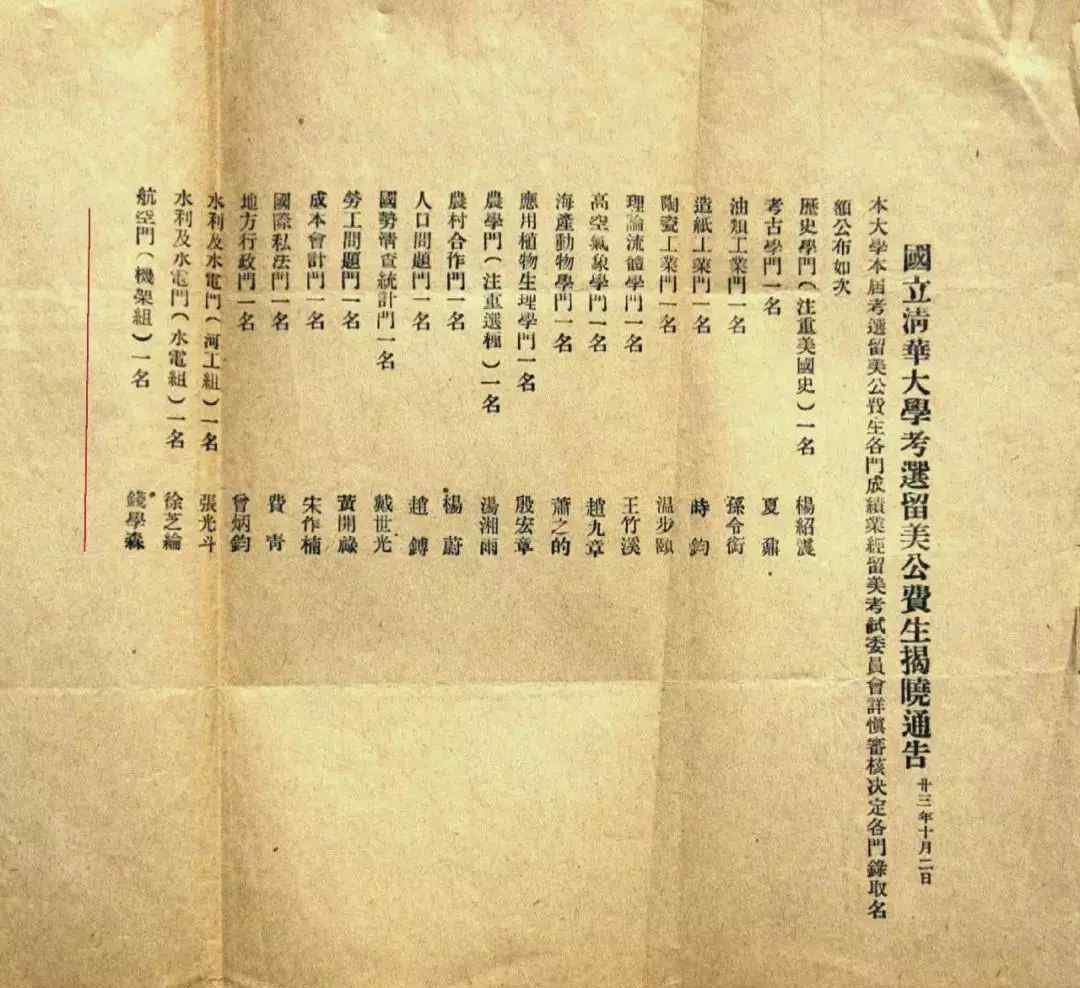 國立清華大學考選留美公費生揭曉通告 廿三年十月二日
本大學本屆考選留美公費生各門成績業經留美考試委員會詳慎審核決定各門錄取名
額公布如次
歷史學門(注重美國史)一名 楊紹震
考古學門一名 夏鼐
油類工業門一名 孫令銜
造紙工業門一名 時鈞
陶瓷工業門一名 温步頤
理論流體學門一名 王竹溪
高空氣象學門一名 趙九章
海產動物學門一名 蕭之的
應用植物生理學門一名 殷宏章
農學門(注重選種)一名 湯湘雨
農村合作門一名 楊蔚
人口問題門一名 趙鎛
國勢清查統計門一名 戴世光
勞工問題門一名 黃開祿
成本會計門一名 宋作楠
國際私法門一名 費青
地方行政門一名 曾炳鈞
水利及水電門(河工組)一名 張光斗
水利及水電門(水電組)一名 徐芝綸
航空門(機架組)一名 錢學森